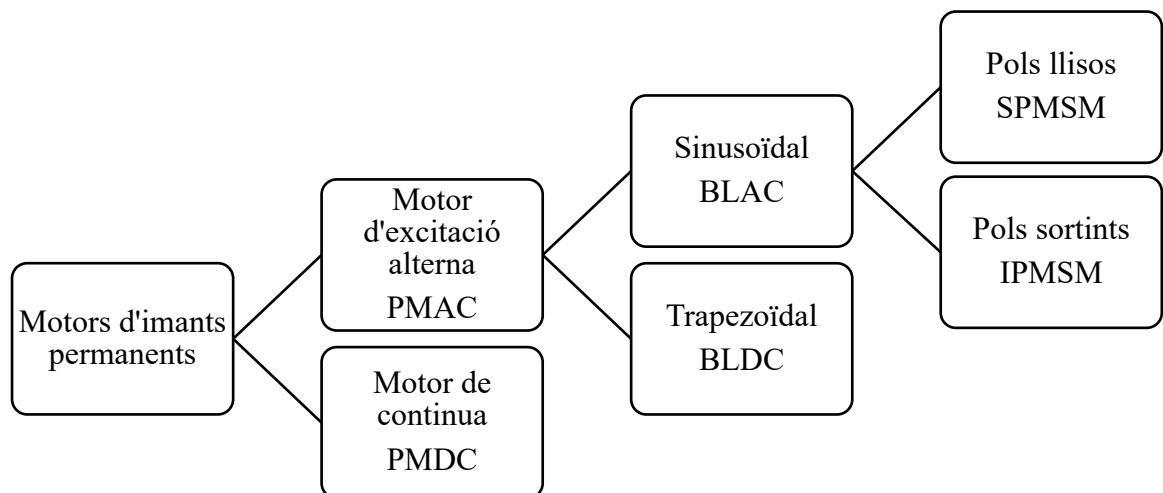 Motors d'imants
permanents
Motor
d'excitació
alterna
PMAC
Motor de
continua
PMDC
Sinusoïdal
BLAC
Trapezoïdal
BLDC
Pols llisos
SPMSM
Pols sortints
IPMSM